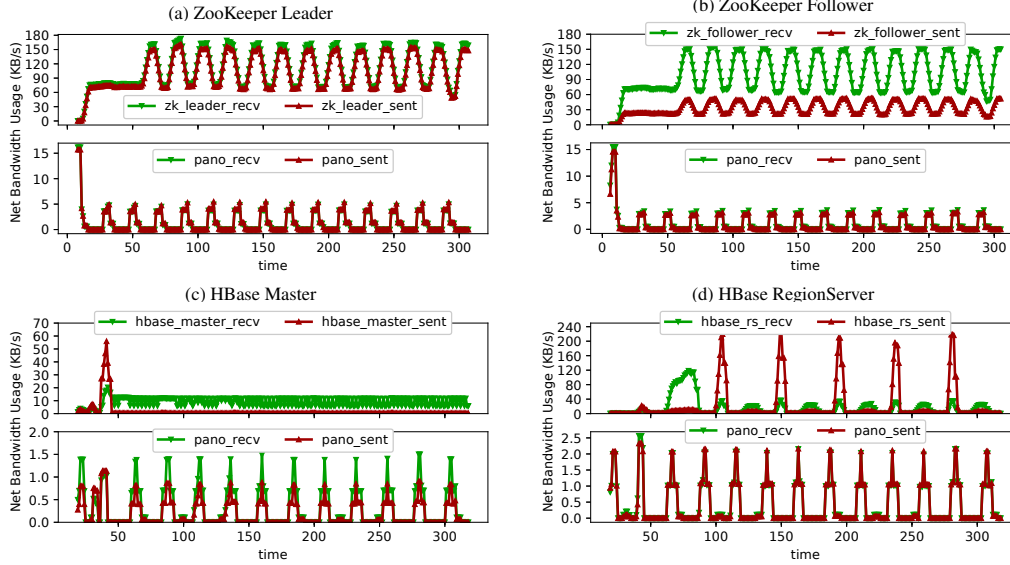 (a) ZooKeeper Leader
180
150
120
90
60
30
0
zk_leader_recv zk_leader_sent
15
10
5
0
pano_recv pano_sent
0 50 100 150 200 250 300
time
Net Bandwidth Usage (KB/s)
(b) ZooKeeper Follower
180
150
120
90
60
30
0
zk_follower_recv zk_follower_sent
15
10
5
0
pano_recv pano_sent
0 50 100 150 200 250 300
time
Net Bandwidth Usage (KB/s)
(c) HBase Master
70
60
50
40
30
20
10
0
hbase_master_recv hbase_master_sent
2.0
1.5
1.0
0.5
0.0
pano_recv pano_sent
50 100 150 200 250 300
time
Net Bandwidth Usage (KB/s)
(d) HBase RegionServer
240
200
160
120
80
40
0
hbase_rs_recv hbase_rs_sent
2.5
2.0
1.5
1.0
0.5
0.0
pano_recv pano_sent
50 100 150 200 250 300
time
Net Bandwidth Usage (KB/s)